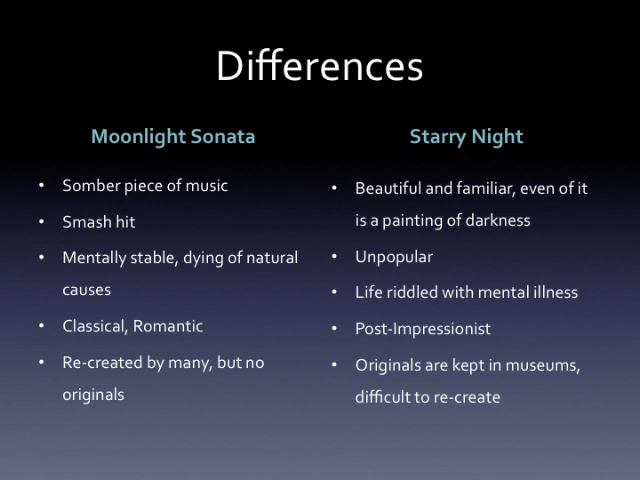 Differences
Moonlight Sonata
• Somber piece of music
• Smash hit
• Mentally stable, dying of natural
causes
• Classical, Romantic
• Re-created by many, but no
originals
Starry Night
• Beautiful and familiar, even of it
is a painting of darkness
• Unpopular
• Life riddled with mental illness
• Post-Impressionist
• Originals are kept in museums,
difficult to re-create